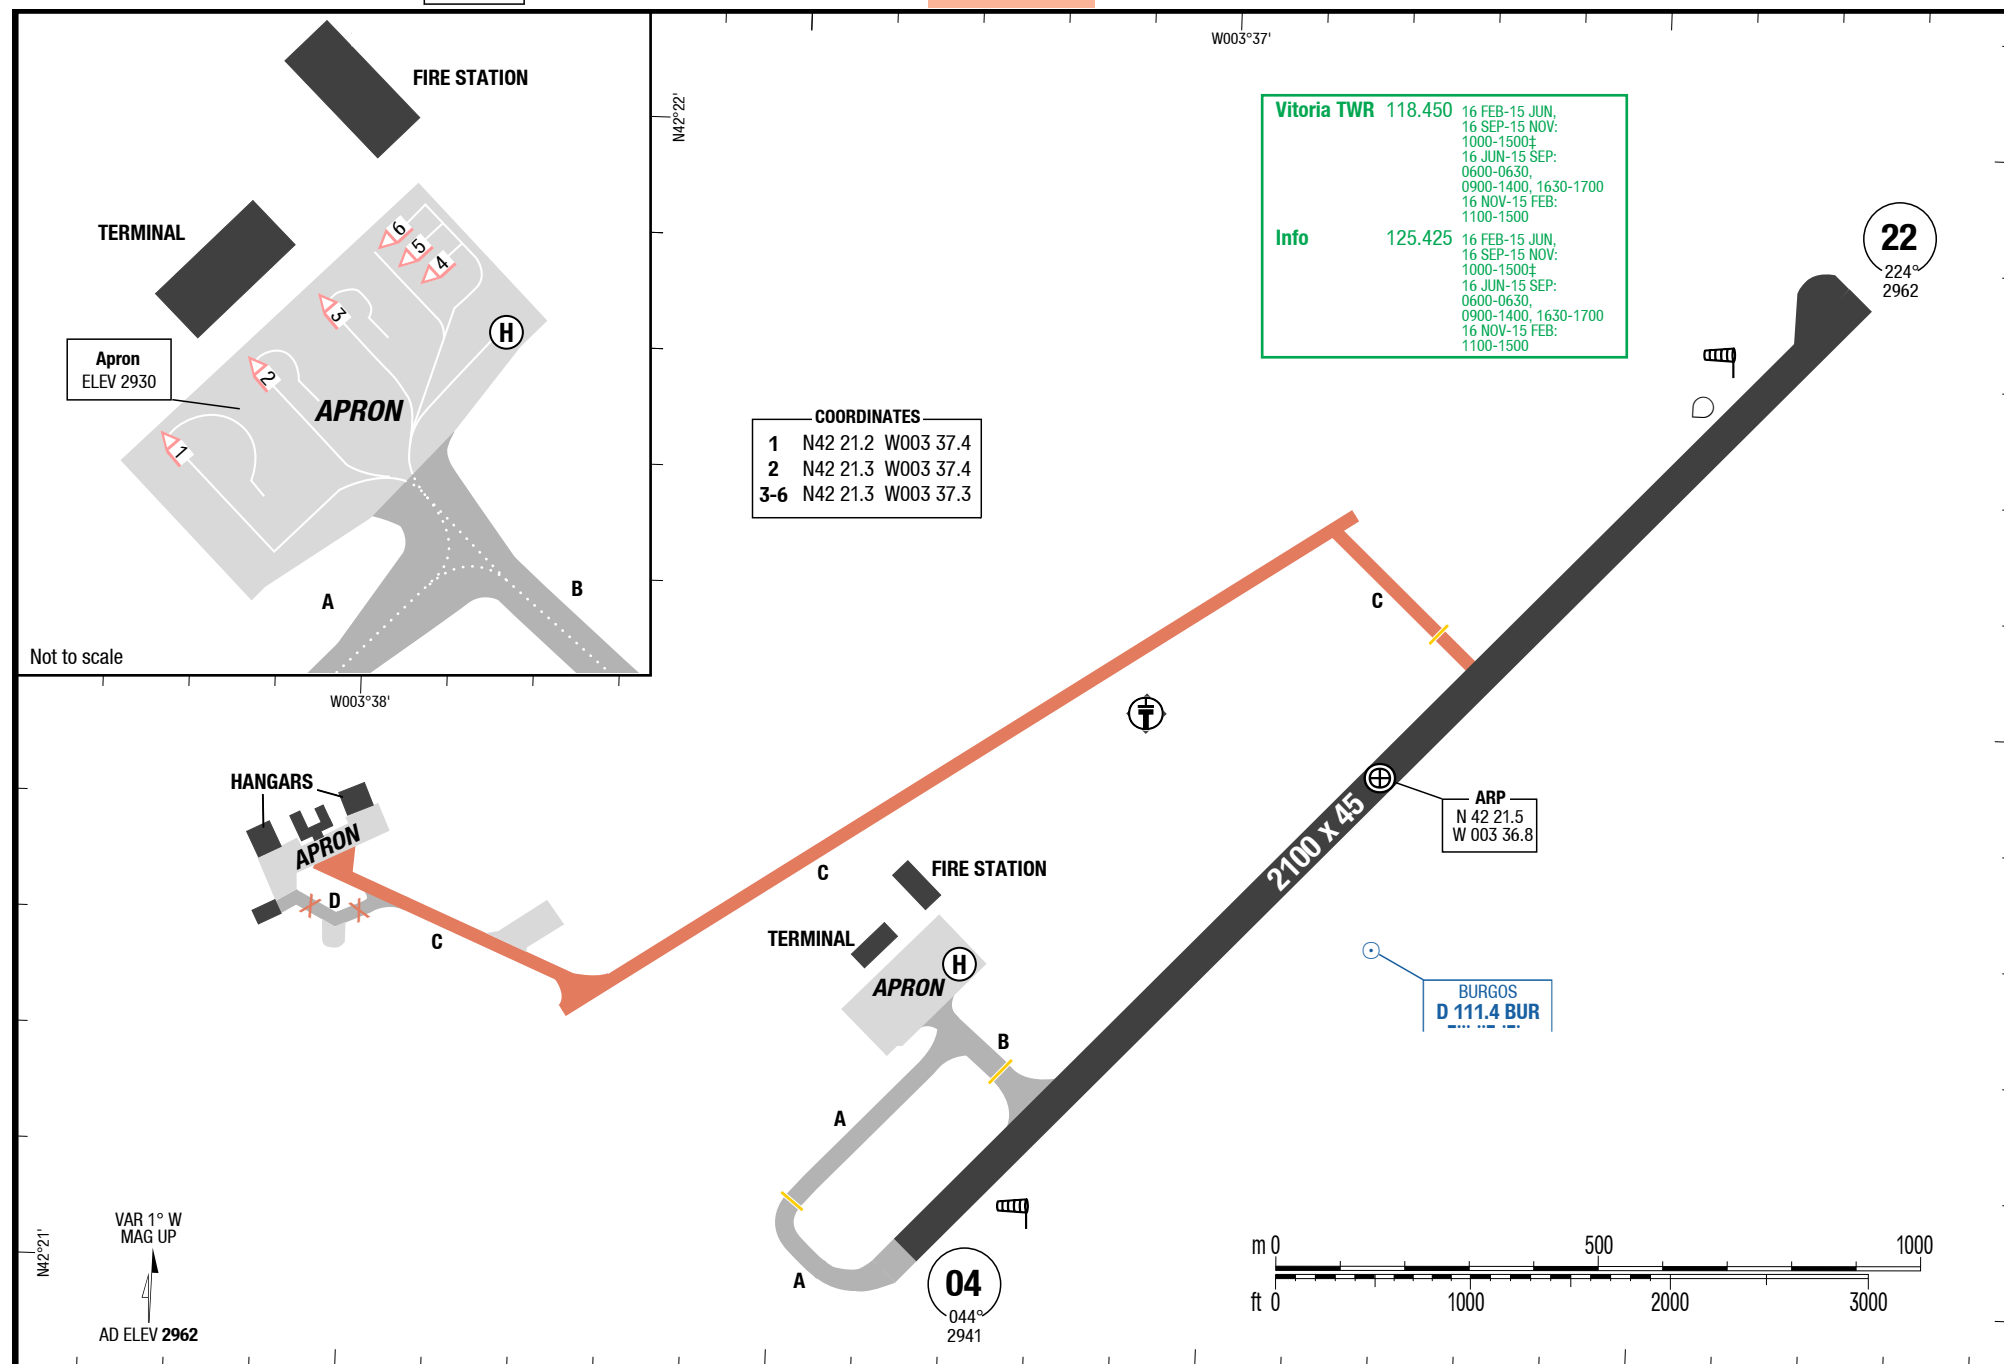 W003°37'
FIRE STATION
N42°22'
Vitoria TWR 118.450 16 FEB-15 JUN,
16 SEP-15 NOV:
1000-1500‡
16 JUN-15 SEP:
0600-0630,
0900-1400, 1630-1700
16 NOV-15 FEB:
1100-1500
Info 125.425 16 FEB-15 JUN,
16 SEP-15 NOV:
1000-1500‡
16 JUN-15 SEP:
0600-0630,
0900-1400, 1630-1700
16 NOV-15 FEB:
1100-1500
TERMINAL
6
5
4
3
H
2
1
Apron
ELEV 2930
APRON
A
B
Not to scale
22
224°
2962
COORDINATES
1 N42 21.2 W003 37.4
2 N42 21.3 W003 37.4
3-6 N42 21.3 W003 37.3
C
W003°38'
T
HANGARS
APRON
D
C
C
2100 x 45
ARP
N 42 21.5
W 003 36.8
FIRE STATION
TERMINAL
H
APRON
BURGOS
D 111.4 BUR
B
A
A
N42°21'
VAR 1° W
MAG UP
AD ELEV 2962
04
044°
2941
m 0 500 1000
ft 0 1000 2000 3000